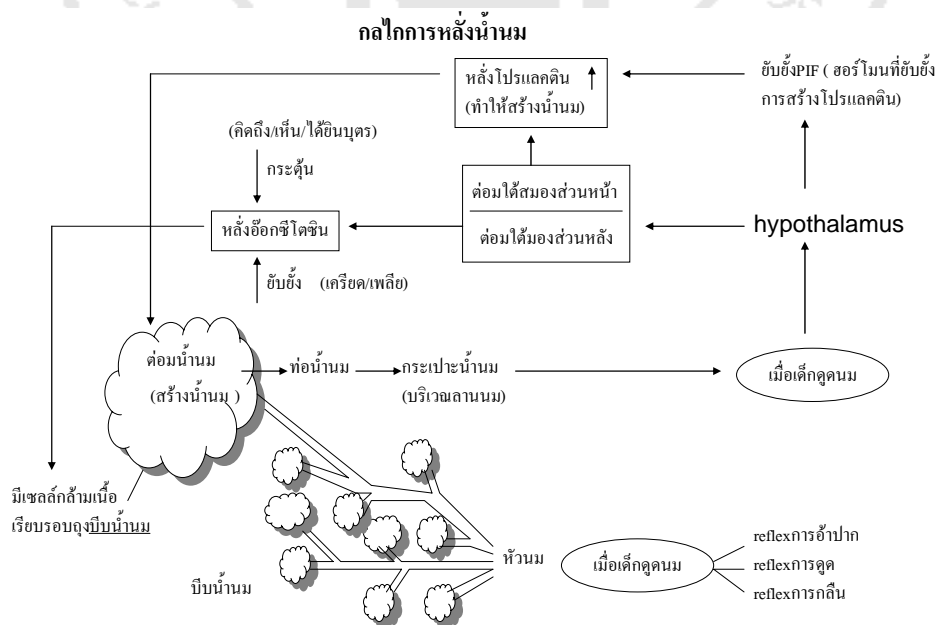 กลไกการหลั่งน้ำนม
หลั่งโปรแลคติน
(ทำให้สร้างน้ำนม)
ยับยั้งPIF ( ฮอร์โมนที่ยับยั้ง
การสร้างโปรแลคติน)
(คิดถึง/เห็น/ได้ยินบุตร)
กระตุ้น
ต่อมใต้สมองส่วนหน้า
ต่อมใต้มองส่วนหลัง
หลั่งอ๊อกซีโตซิน
hypothalamus
ยับยั้ง (เครียด/เพลีย)
ต่อมน้ำนม
(สร้างน้ำนม )
ท่อน้ำนม
กระเปาะน้ำนม
(บริเวณลานนม)
เมื่อเด็กดูดนม
มีเซลล์กล้ามเนื้อ
เรียบรอบถุงบีบน้ำนม
บีบน้ำนม
หัวนม
เมื่อเด็กดูดนม
reflexการอ้าปาก
reflexการดูด
reflexการกลืน